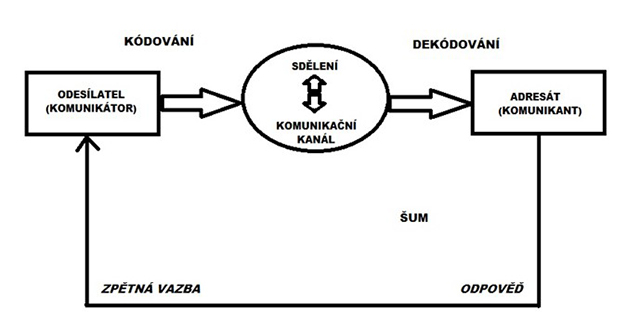 KÓDOVÁNÍ
DEKÓDOVÁNÍ
ODESÍLATEL
(KOMUNIKÁTOR)
SDĚLENÍ
KOMUNIKAČNÍ
KANÁL
ADRESÁT
(KOMUNIKANT)
ŠUM
ZPĚTNÁ VAZBA
ODPOVĚĎ